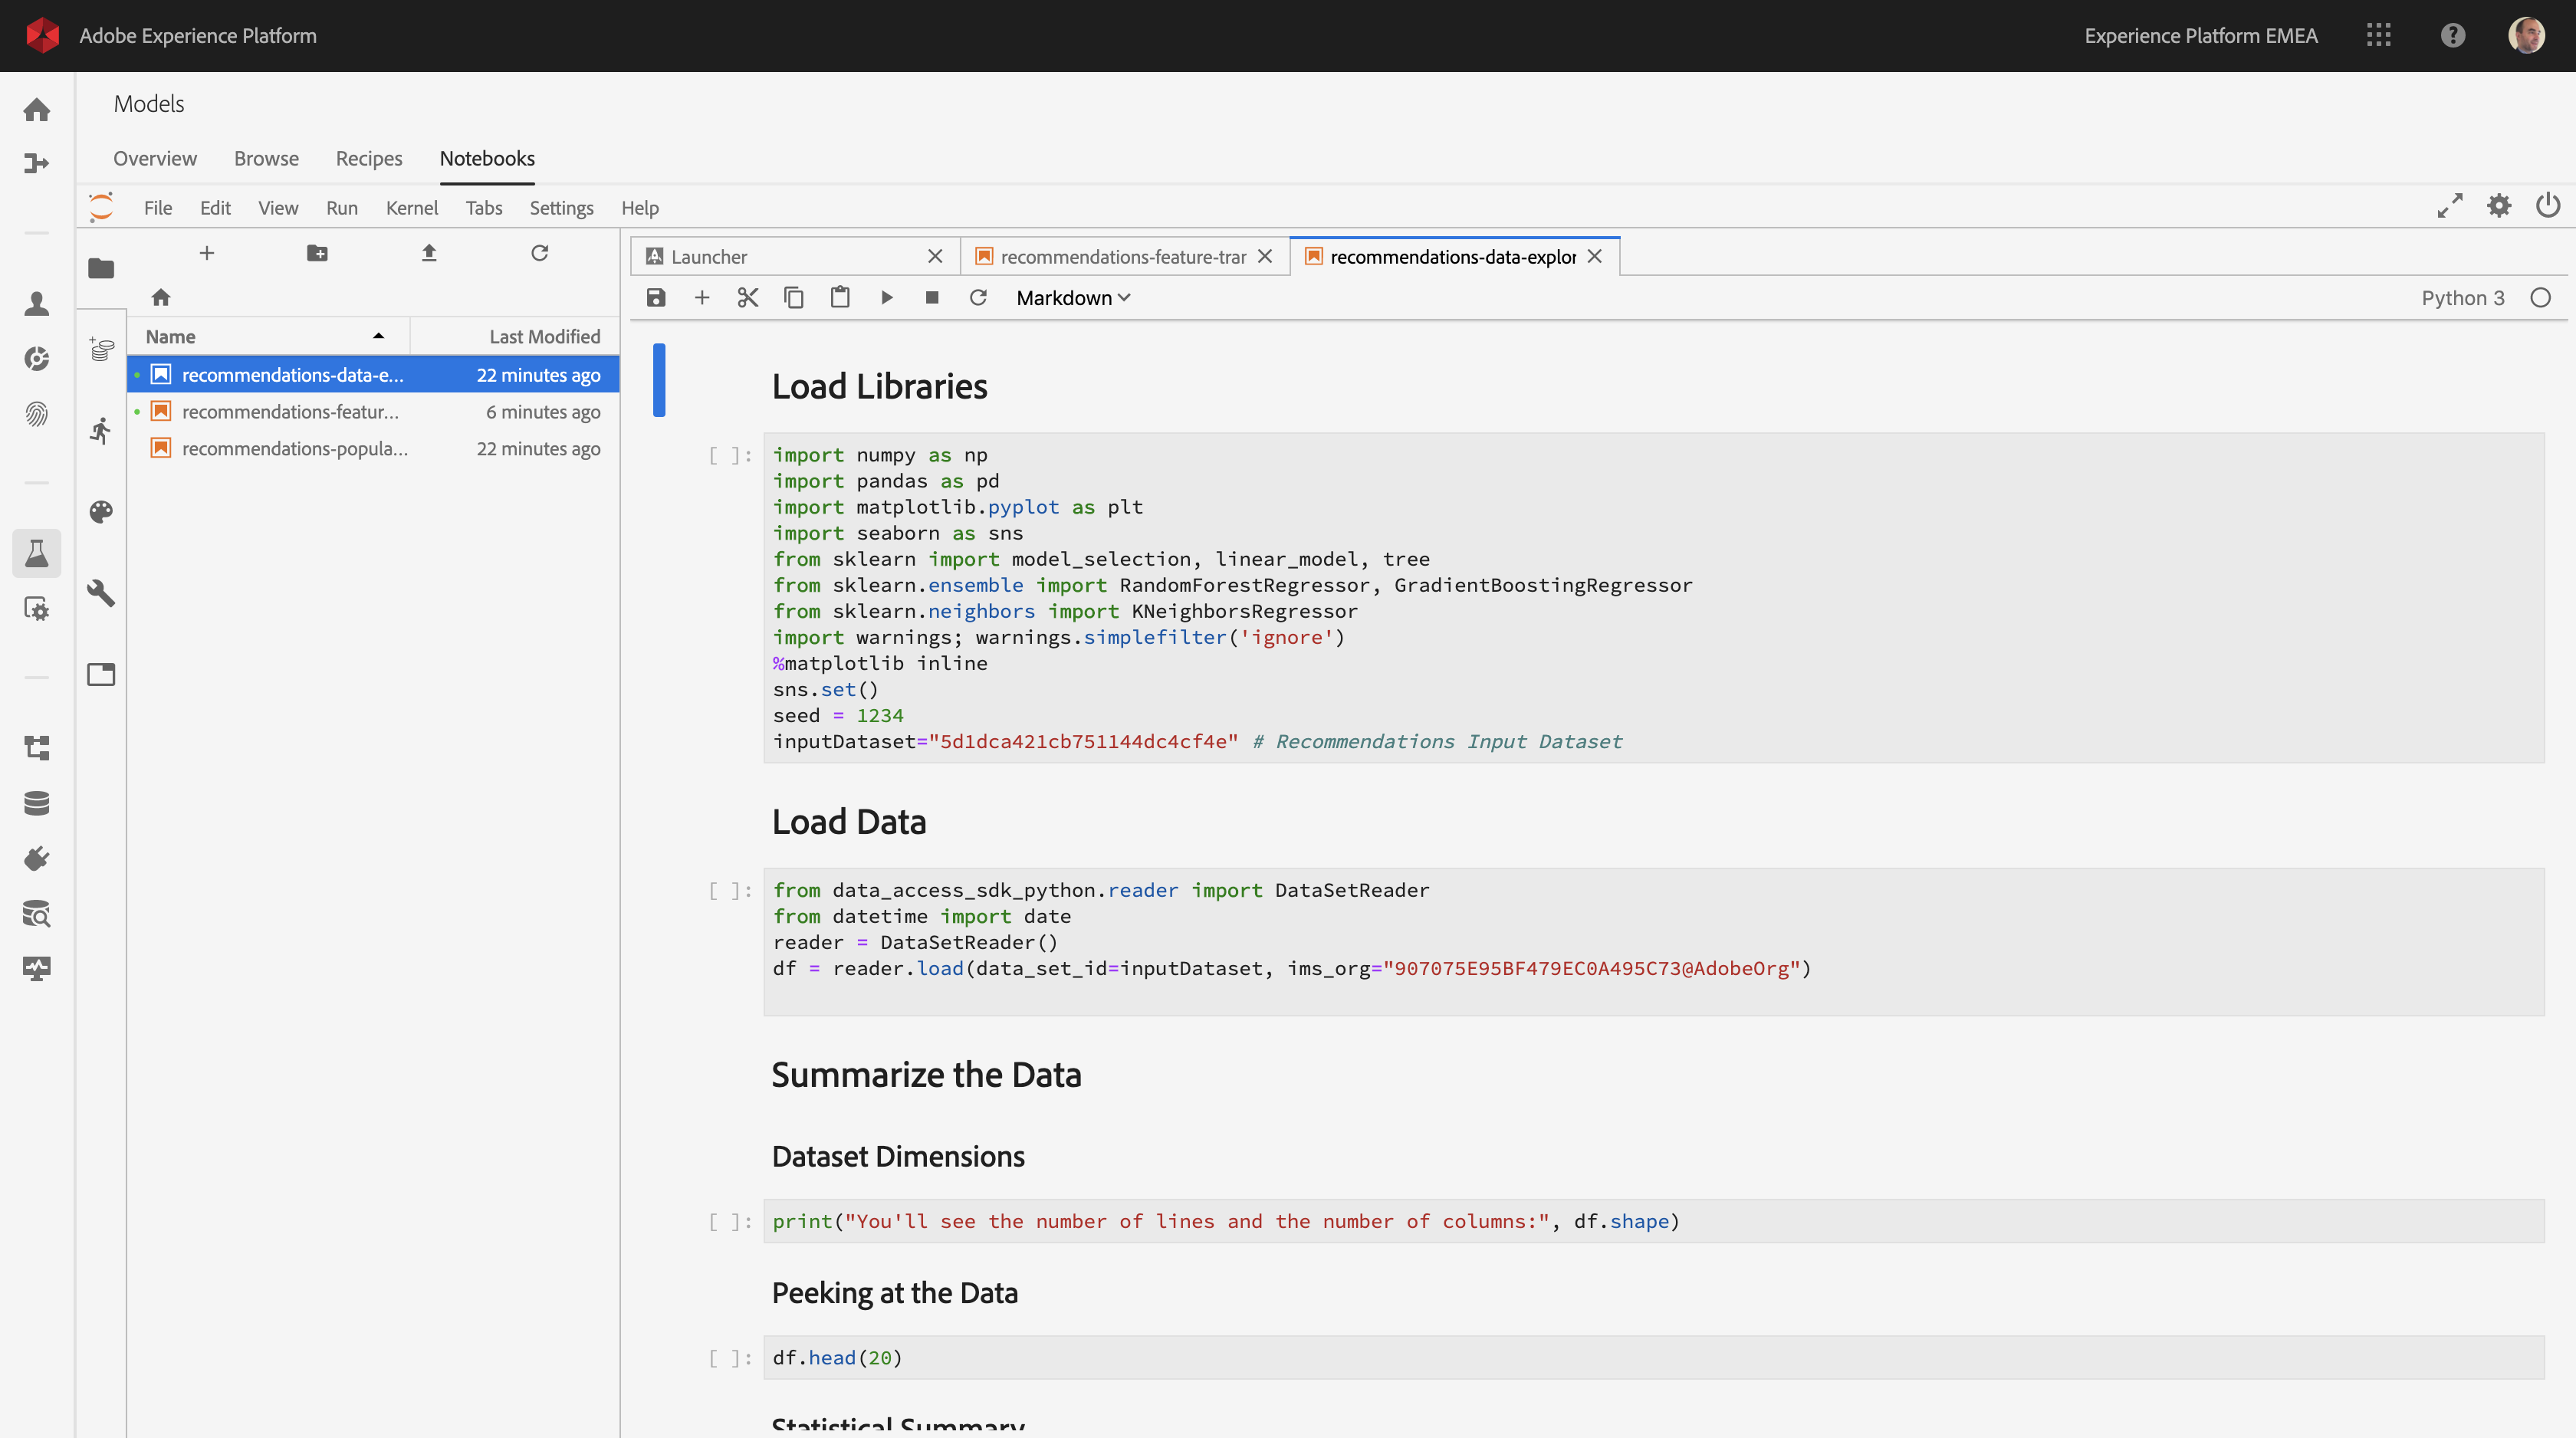 Adobe Experience Platform
Experience Platform EMEA
Models
Overview Browse Recipes Notebooks
File Edit View Run Kernel Tabs Settings Help
Launcher
recommendations-feature-trar
recommendations-data-explor
Markdown
Python 3
Name Last Modified
recommendations-data-e... 22 minutes ago
recommendations-featur... 6 minutes ago
recommendations-popula... 22 minutes ago
Load Libraries
[ ]:
import numpy as np
import pandas as pd
import matplotlib.pyplot as plt
import seaborn as sns
from sklearn import model_selection, linear_model, tree
from sklearn.ensemble import RandomForestRegressor, GradientBoostingRegressor
from sklearn.neighbors import KNeighborsRegressor
import warnings; warnings.simplefilter('ignore')
%matplotlib inline
sns.set()
seed = 1234
inputDataset="5d1dca421cb751144dc4cf4e" # Recommendations Input Dataset
Load Data
[ ]:
from data_access_sdk_python.reader import DataSetReader
from datetime import date
reader = DataSetReader()
df = reader.load(data_set_id=inputDataset, ims_org="907075E95BF479EC0A495C73@AdobeOrg")
Summarize the Data
Dataset Dimensions
[ ]:
print("You'll see the number of lines and the number of columns:", df.shape)
Peeking at the Data
[ ]:
df.head(20)
Statistical Summary